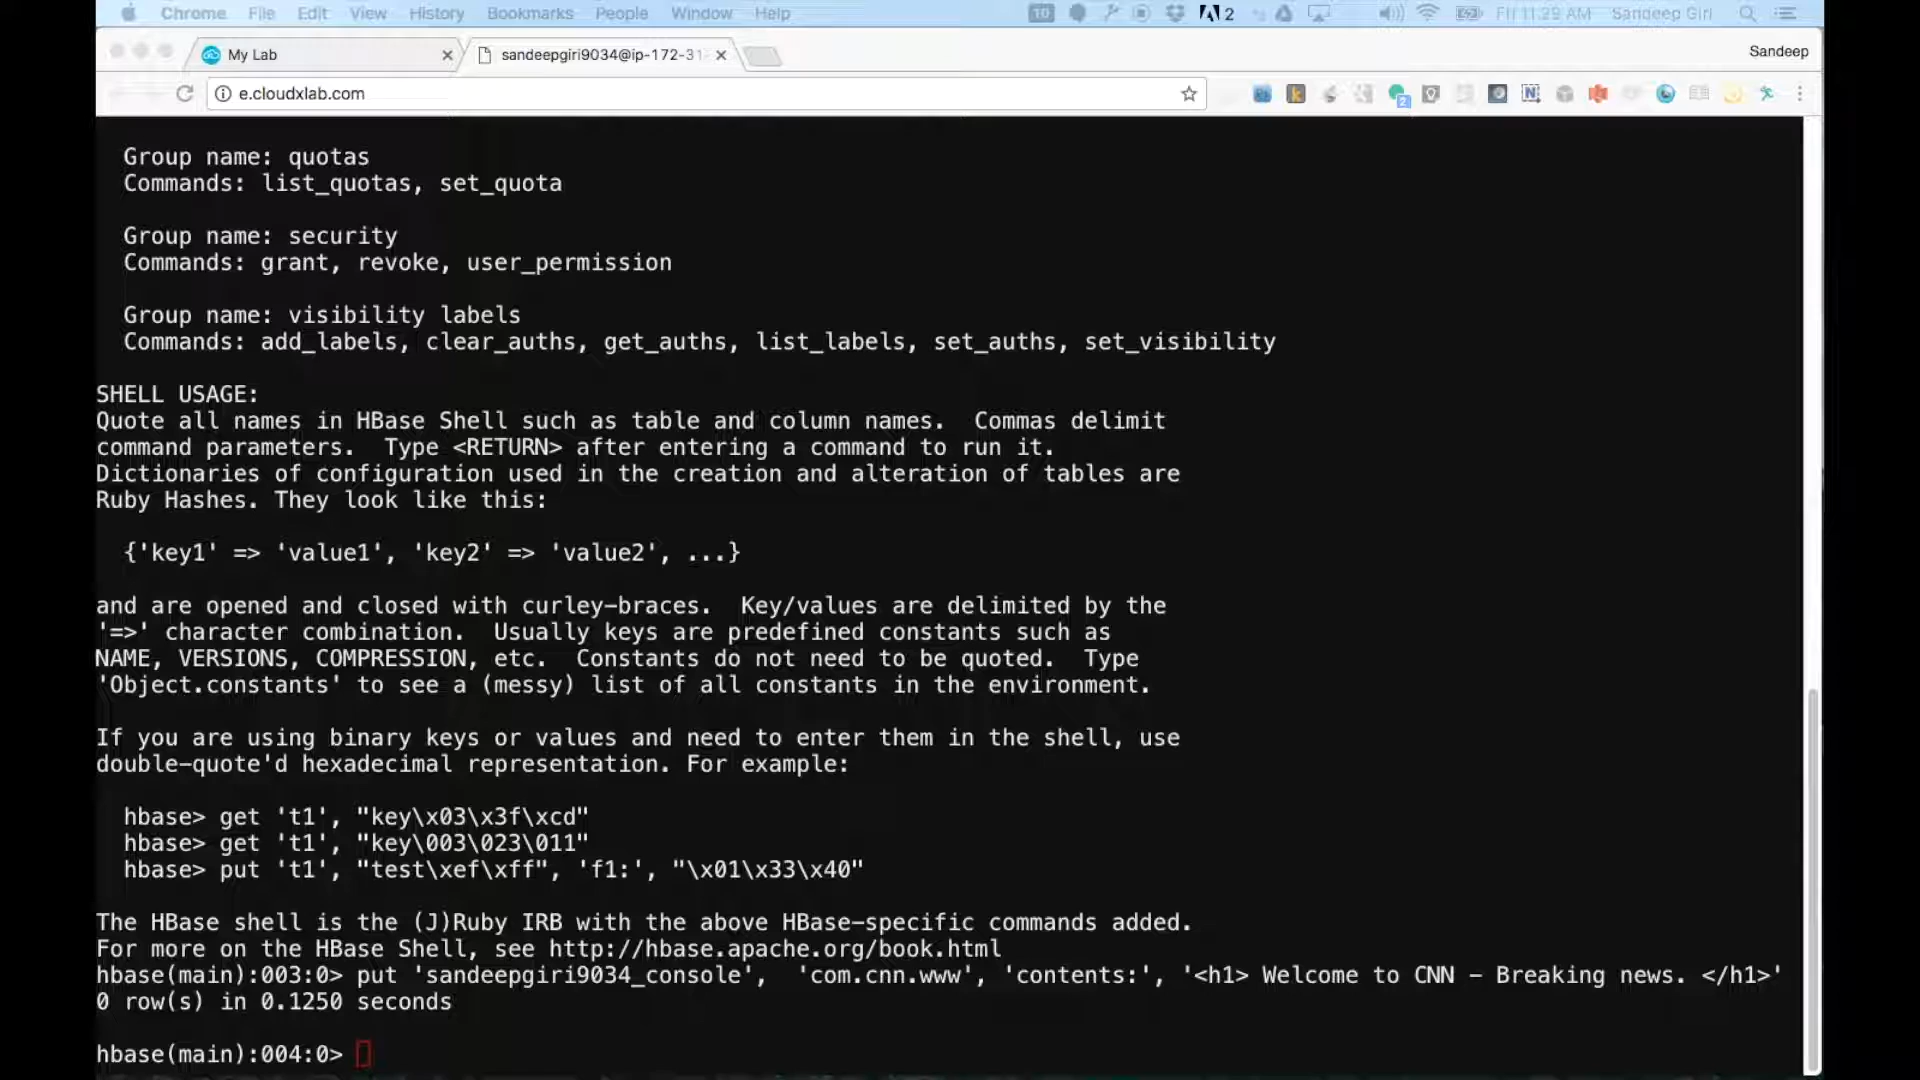 Chrome File Edit View History Bookmarks People Window Help 2 Fri 11:29 AM Sandeep Giri
My Lab
sandeepgiri9034@ip-172-31-
Sandeep
e.cloudxlab.com
Group name: quotas
Commands: list_quotas, set_quota
Group name: security
Commands: grant, revoke, user_permission
Group name: visibility labels
Commands: add_labels, clear_auths, get_auths, list_labels, set_auths, set_visibility
SHELL USAGE:
Quote all names in HBase Shell such as table and column names.  Commas delimit
command parameters.  Type <RETURN> after entering a command to run it.
Dictionaries of configuration used in the creation and alteration of tables are
Ruby Hashes. They look like this:
{'key1' => 'value1', 'key2' => 'value2', ...}
and are opened and closed with curley-braces.  Key/values are delimited by the
'=>' character combination.  Usually keys are predefined constants such as
NAME, VERSIONS, COMPRESSION, etc.  Constants do not need to be quoted.  Type
'Object.constants' to see a (messy) list of all constants in the environment.
If you are using binary keys or values and need to enter them in the shell, use
double-quote'd hexadecimal representation. For example:
hbase> get 't1', "key\x03\x3f\xcd"
hbase> get 't1', "key\003\023\011"
hbase> put 't1', "test\xef\xff", 'f1:', "\x01\x33\x40"
The HBase shell is the (J)Ruby IRB with the above HBase-specific commands added.
For more on the HBase Shell, see http://hbase.apache.org/book.html
hbase(main):003:0> put 'sandeepgiri9034_console',  'com.cnn.www', 'contents:', '<h1> Welcome to CNN - Breaking news. </h1>'
0 row(s) in 0.1250 seconds
hbase(main):004:0>